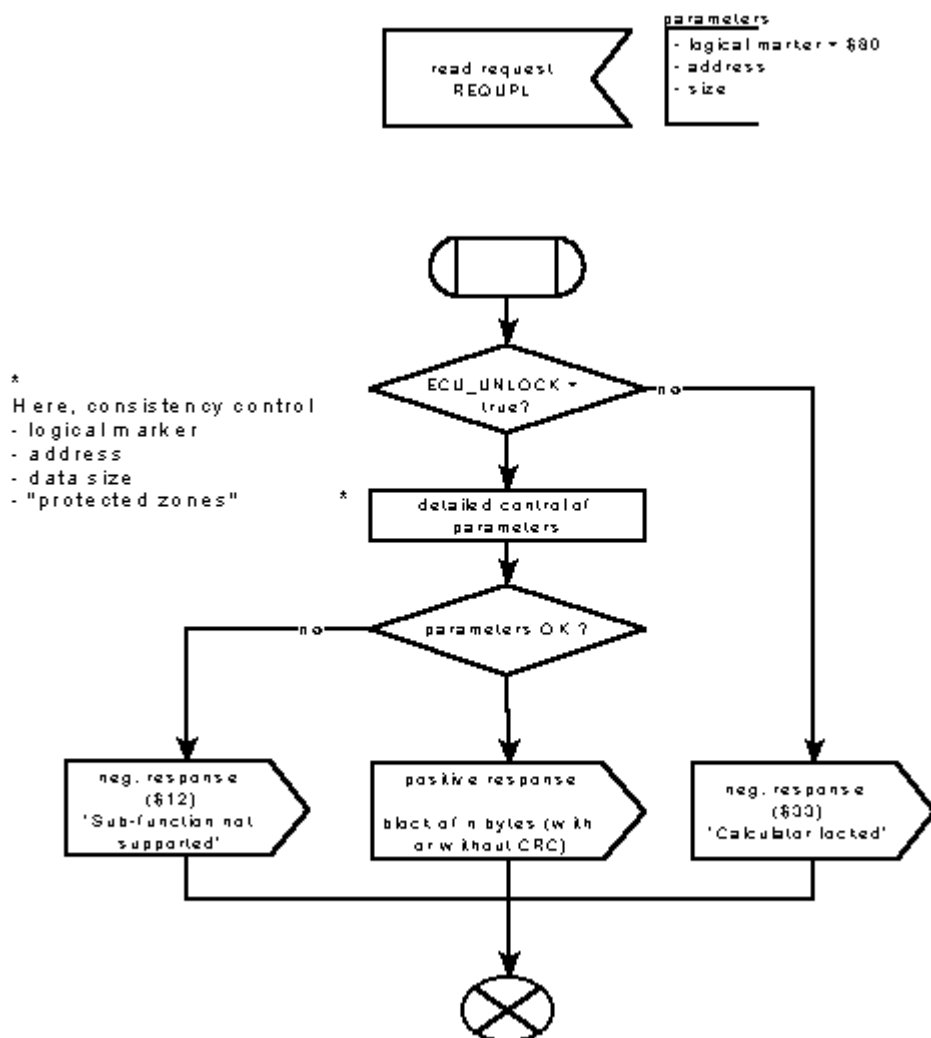 parameters
- logical marker = $80
- address
- size
read request
REQUPL
ECU_UNLOCK =
true?
no
*
Here, consistency control
- logical marker
- address
- data size
- "protected zones"
*
detailed control of
parameters
no
parameters OK ?
neg. response
($12)
'Sub-function not
supported'
positive response
block of n bytes (with
or without CRC)
neg. response
($33)
'Calculator locked'